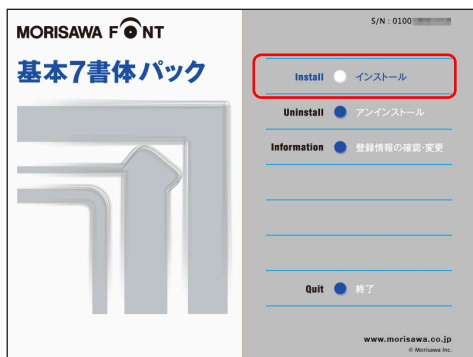 MORISAWA FONT
基本7書体パック
S/N : 0100
Install インストール
Uninstall アンインストール
Information 登録情報の確認・変更
Quit 終了
www.morisawa.co.jp
© Morisawa Inc.